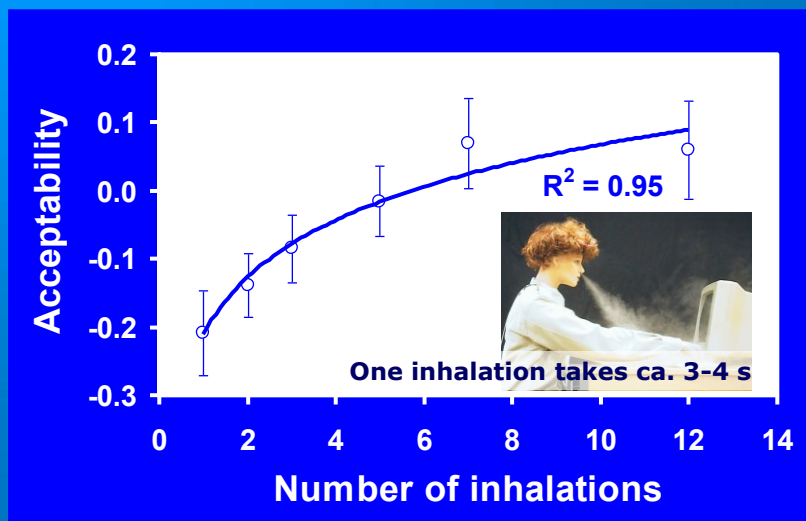 0.2
0.1
0.0
-0.1
-0.2
-0.3
Acceptability
R² = 0.95
One inhalation takes ca. 3-4 s
0 2 4 6 8 10 12 14
Number of inhalations